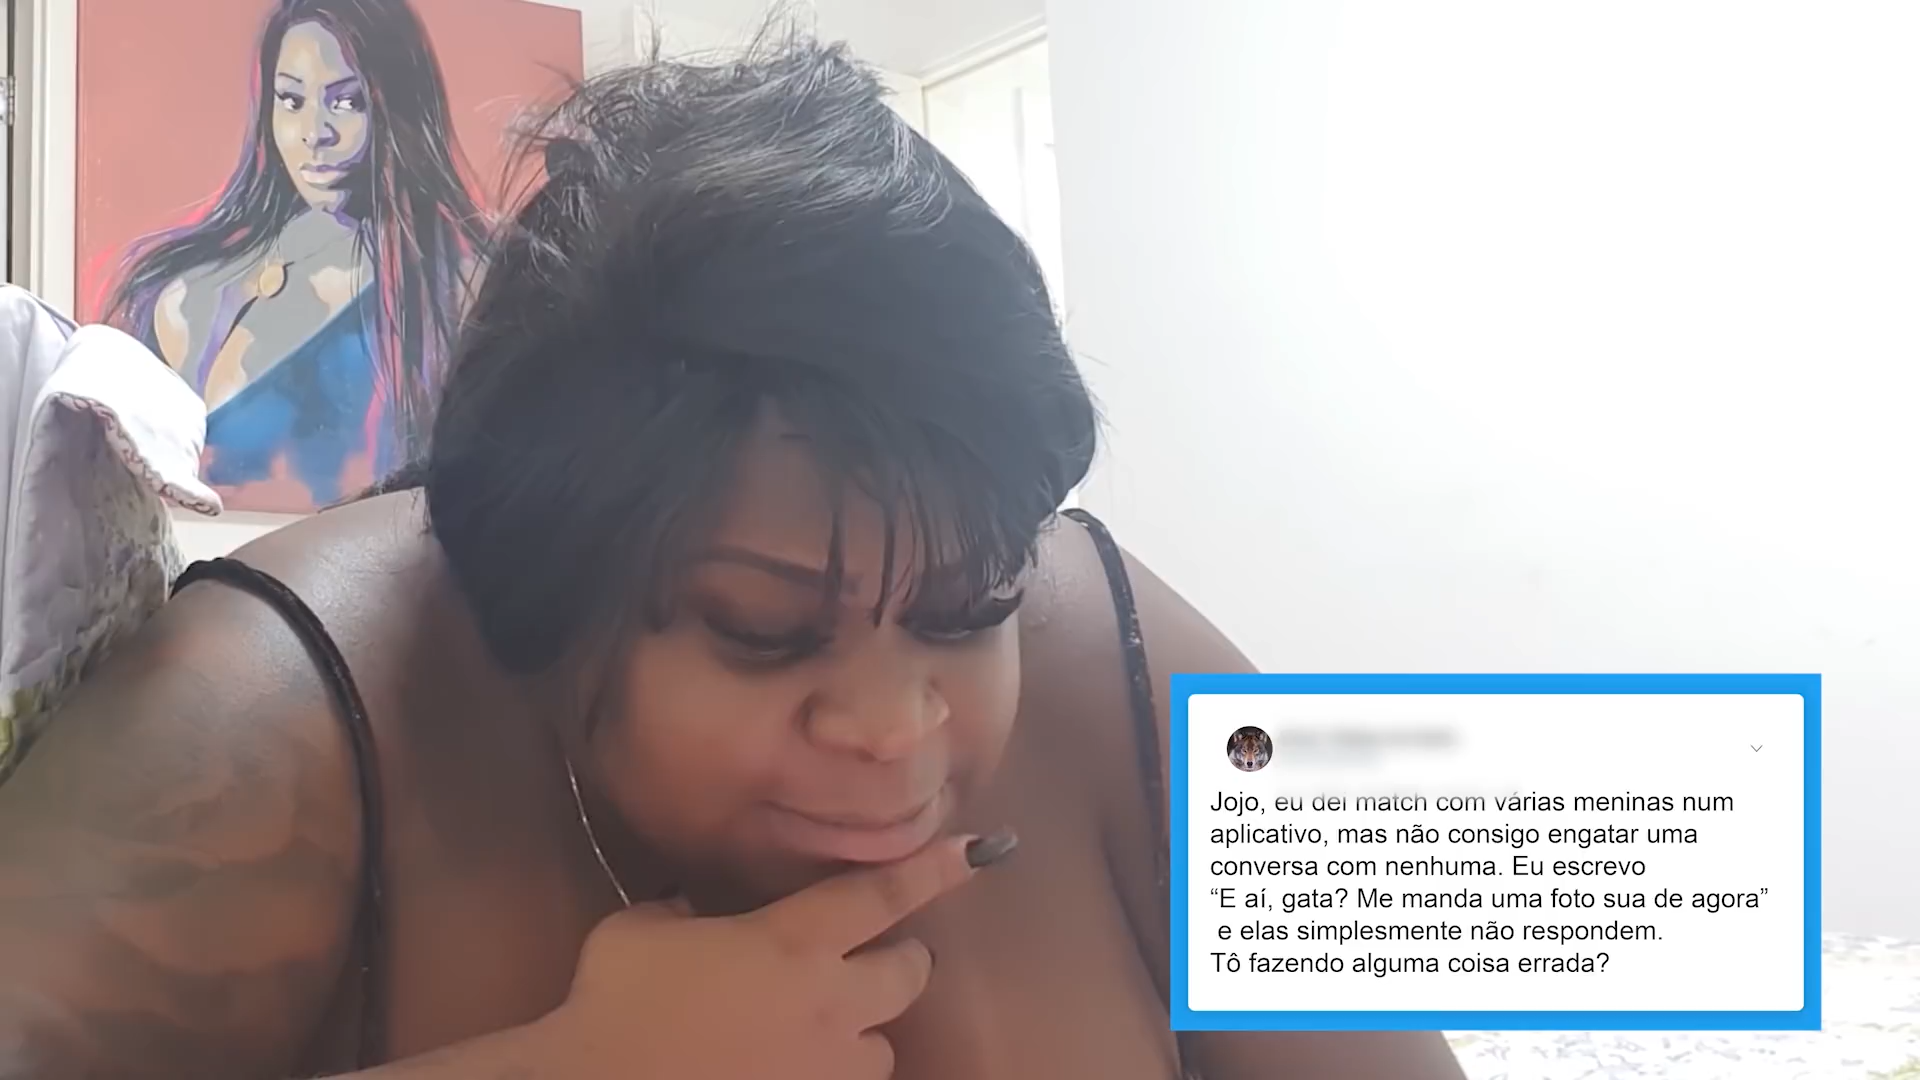 Jojo, eu dei match com várias meninas num
aplicativo, mas não consigo engatar uma
conversa com nenhuma. Eu escrevo
“E aí, gata? Me manda uma foto sua de agora”
e elas simplesmente não respondem.
Tô fazendo alguma coisa errada?